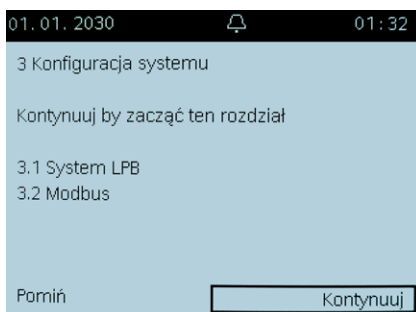 01.01.2030 01:32
3 Konfiguracja systemu
Kontynuuj by zacząć ten rozdział
3.1 System LPB
3.2 Modbus
Pomiń Kontynuuj